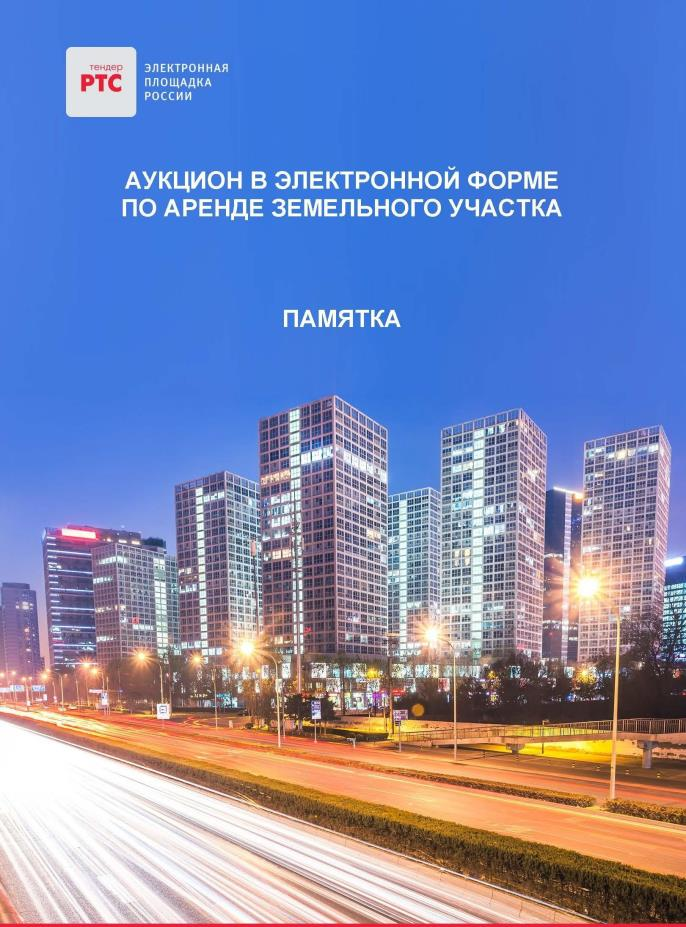 тендер
РТС
ЭЛЕКТРОННАЯ
ПЛОЩАДКА
РОССИИ
АУКЦИОН В ЭЛЕКТРОННОЙ ФОРМЕ
ПО АРЕНДЕ ЗЕМЕЛЬНОГО УЧАСТКА
ПАМЯТКА